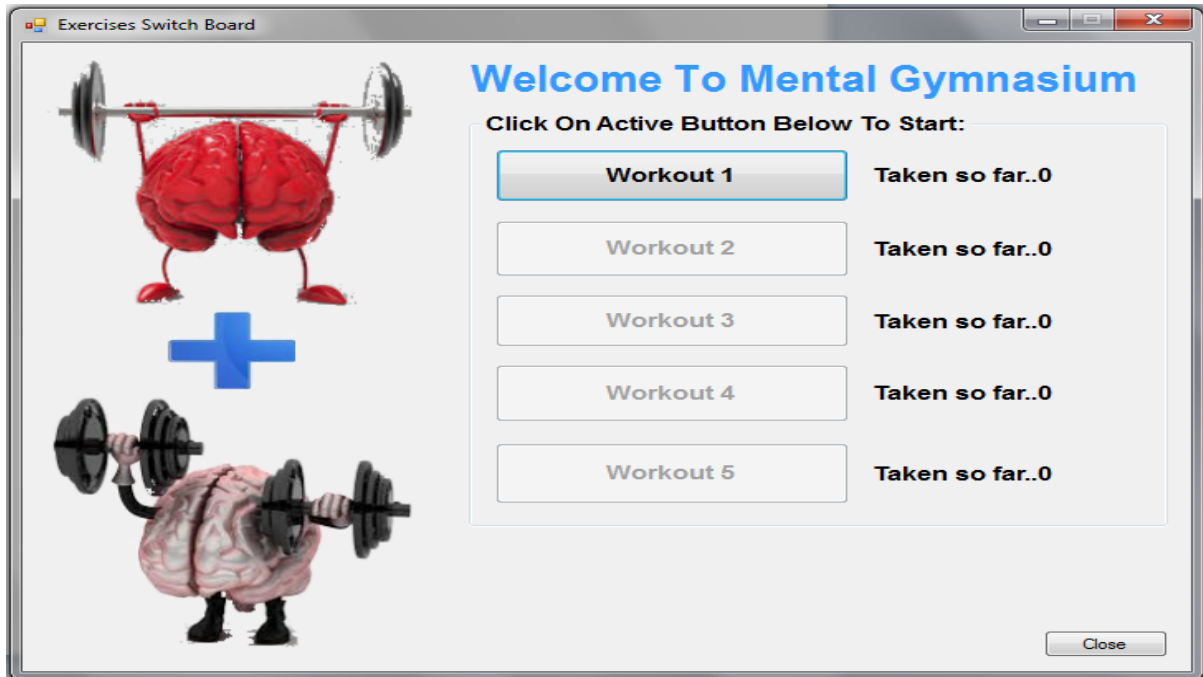 Exercises Switch Board
Welcome To Mental Gymnasium
Click On Active Button Below To Start:
Workout 1 Taken so far..0
Workout 2 Taken so far..0
Workout 3 Taken so far..0
Workout 4 Taken so far..0
Workout 5 Taken so far..0
Close